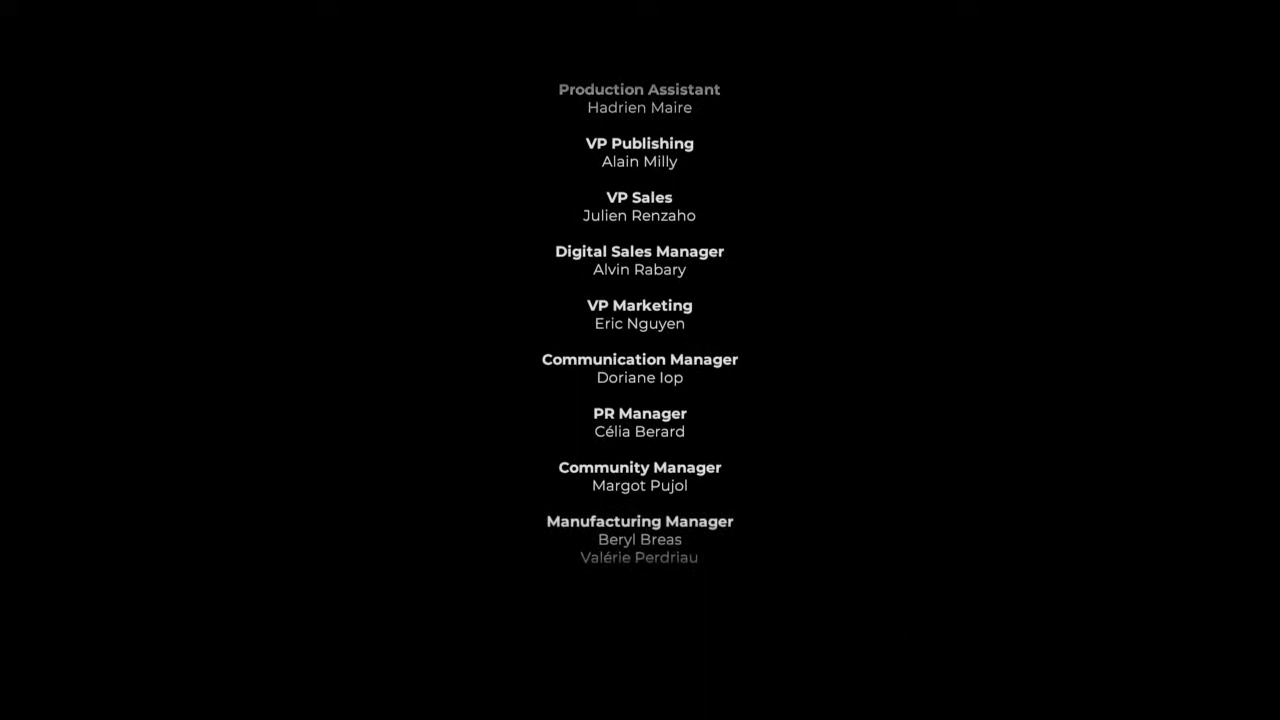 Production Assistant
Hadrien Maire
VP Publishing
Alain Milly
VP Sales
Julien Renzaho
Digital Sales Manager
Alvin Rabary
VP Marketing
Eric Nguyen
Communication Manager
Doriane Iop
PR Manager
Célia Berard
Community Manager
Margot Pujol
Manufacturing Manager
Beryl Breas
Valérie Perdriau